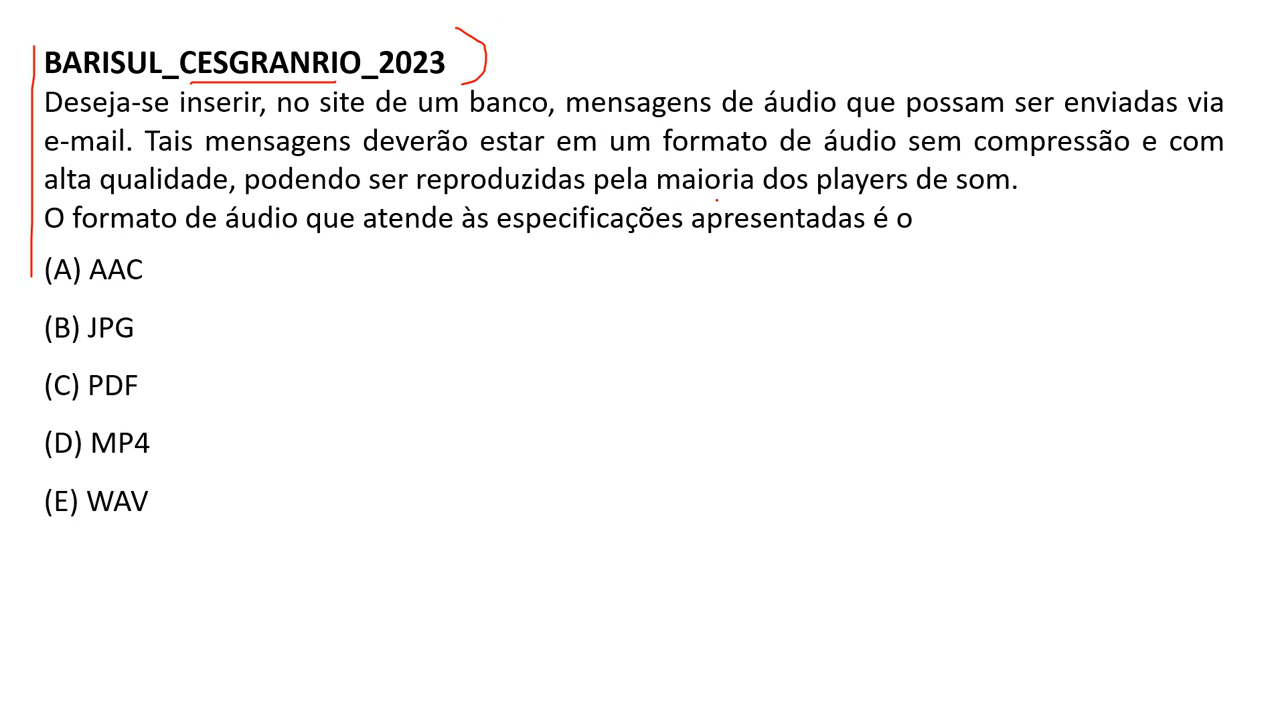 BARISUL_CESGRANRIO_2023
Deseja-se inserir, no site de um banco, mensagens de áudio que possam ser enviadas via
e-mail. Tais mensagens deverão estar em um formato de áudio sem compressão e com
alta qualidade, podendo ser reproduzidas pela maioria dos players de som.
O formato de áudio que atende às especificações apresentadas é o
(A) AAC
(B) JPG
(C) PDF
(D) MP4
(E) WAV